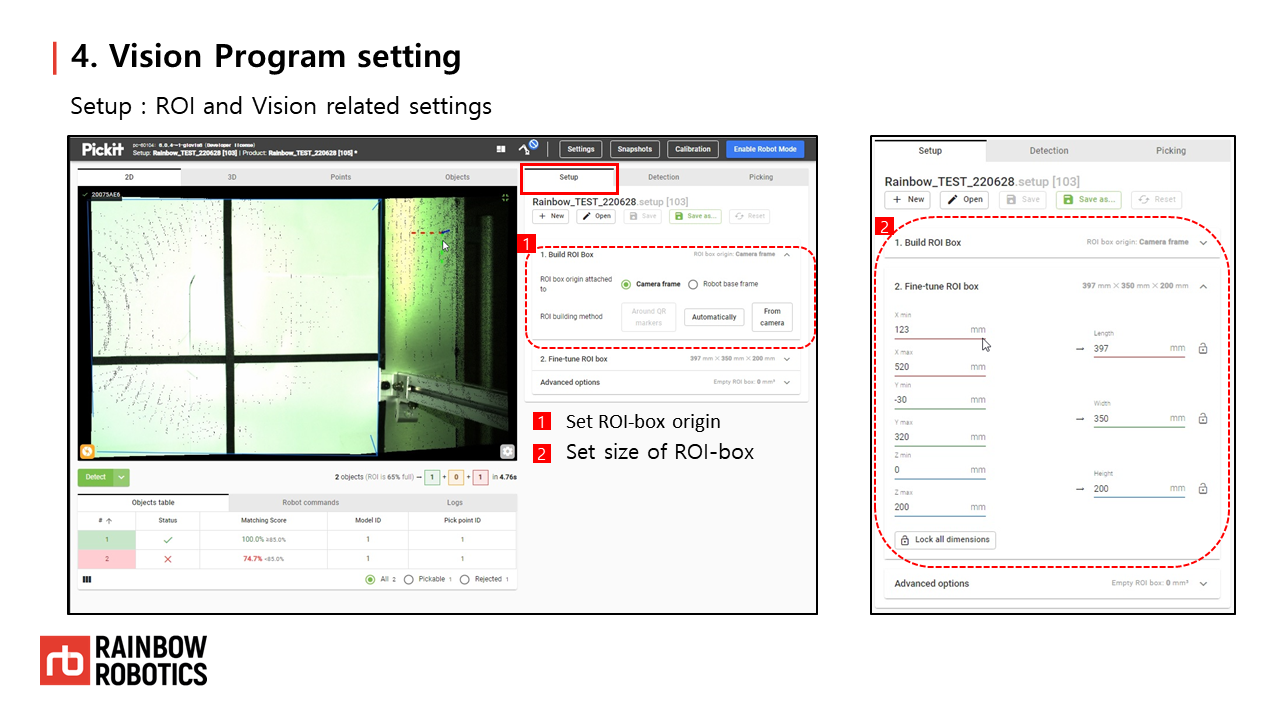 4. Vision Program setting
Setup : ROI and Vision related settings
Pickit
Setup: Rainbow_TEST_220628 [103] | Product: Rainbow_TEST_220628 [105] *
Settings
Snapshots
Calibration
Enable Robot Mode
2D
3D
Points
Objects
20075AE6
Detect
2 objects (ROI is 65% full) → 1 + 0 + 1 in 4.76s
Objects table
Robot commands
Logs
# ↑ Status Matching Score Model ID Pick point ID
1 100.0% ≥85.0% 1 1
2 74.7% <85.0% 1 1
All 2 Pickable 1 Rejected 1
Setup
Detection
Picking
Rainbow_TEST_220628.setup [103]
+ New
Open
Save
Save as...
Reset
1
1. Build ROI Box
ROI box origin: Camera frame
ROI box origin attached
to
Camera frame
Robot base frame
ROI building method
Around QR
markers
Automatically
From
camera
2. Fine-tune ROI box
397 mm × 350 mm × 200 mm
Advanced options
Empty ROI box: 0 mm³
1 Set ROI-box origin
2 Set size of ROI-box
Setup
Detection
Picking
Rainbow_TEST_220628.setup [103]
+ New
Open
Save
Save as...
Reset
2
1. Build ROI Box
ROI box origin: Camera frame
2. Fine-tune ROI box
397 mm × 350 mm × 200 mm
X min
123 mm
X max
520 mm
Length
→ 397 mm
Y min
-30 mm
Y max
320 mm
Width
→ 350 mm
Z min
0 mm
Z max
200 mm
Height
→ 200 mm
Lock all dimensions
Advanced options
Empty ROI box: 0 mm³
RAINBOW
ROBOTICS